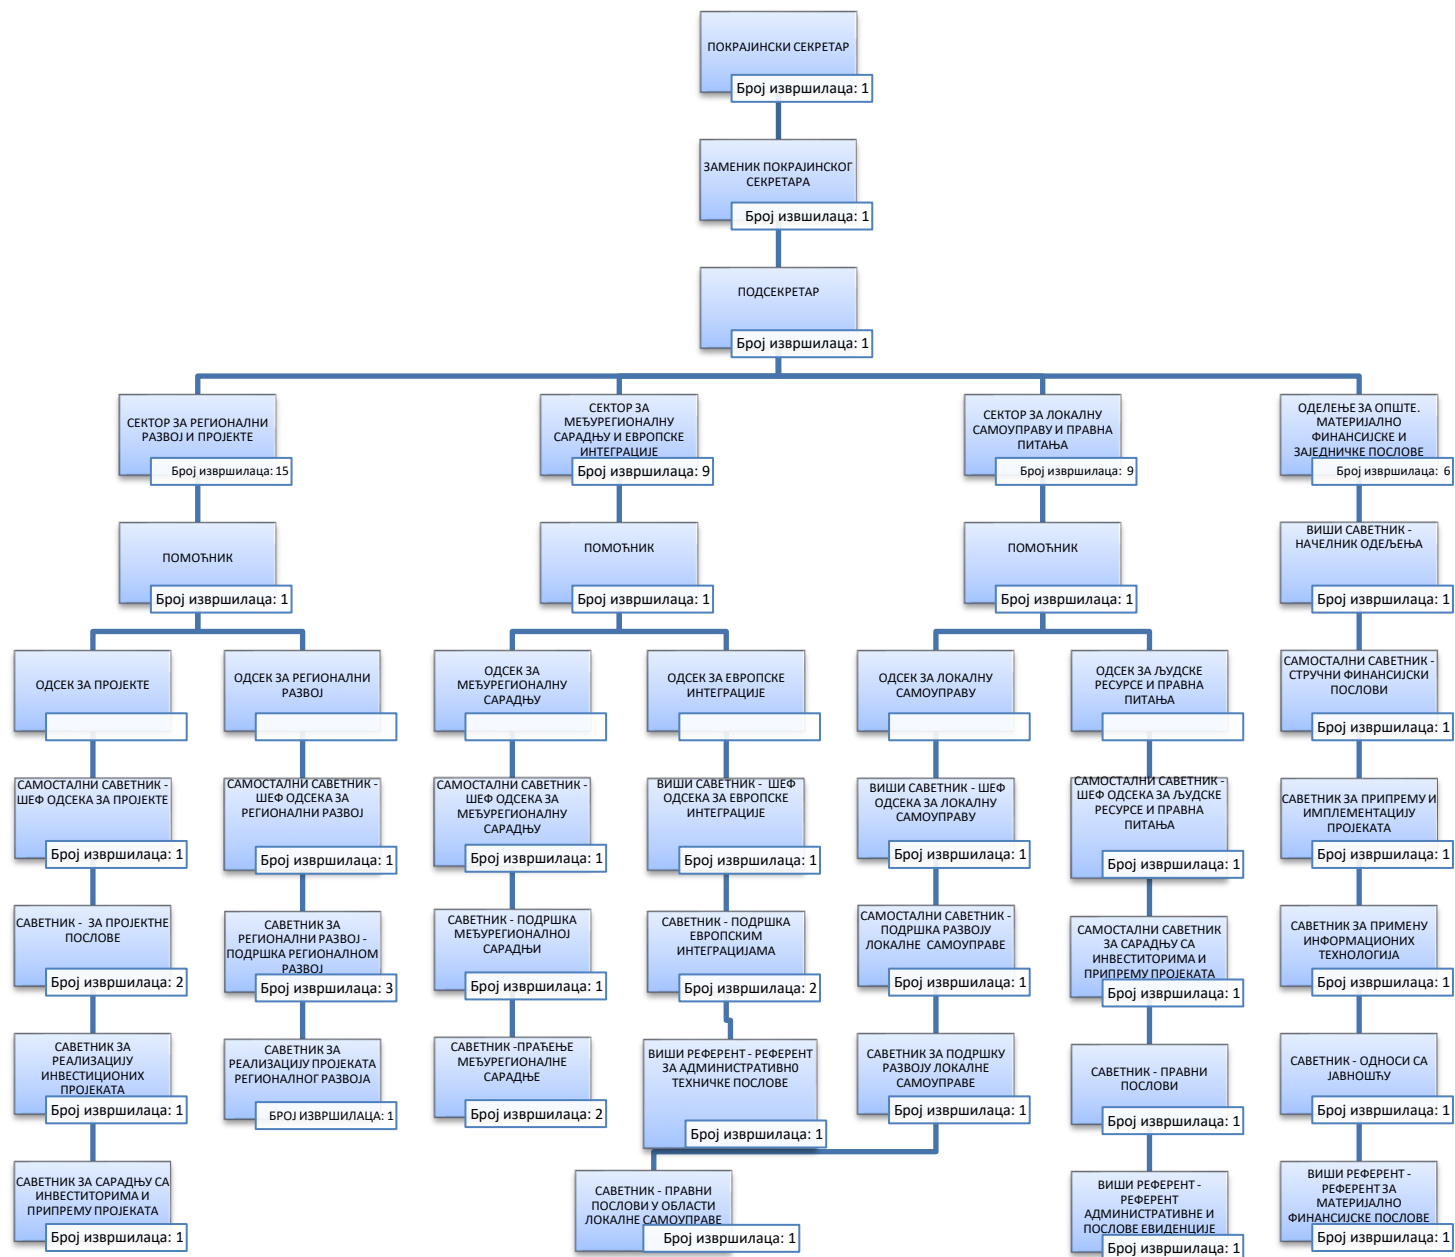 ПОКРАЈИНСКИ СЕКРЕТАР
Број извршилаца: 1
ЗАМЕНИК ПОКРАЈИНСКОГ
СЕКРЕТАРА
Број извшилаца: 1
ПОДСЕКРЕТАР
Број извршилаца: 1
СЕКТОР ЗА РЕГИОНАЛНИ
РАЗВОЈ И ПРОЈЕКТЕ
Број извршилаца: 15
СЕКТОР ЗА
МЕЂУРЕГИОНАЛНУ
САРАДЊУ И ЕВРОПСКЕ
ИНТЕГРАЦИЈЕ
Број извршилаца: 9
СЕКТОР ЗА ЛОКАЛНУ
САМОУПРАВУ И ПРАВНА
ПИТАЊА
Број извршилаца: 9
ОДЕЛЕЊЕ ЗА ОПШТЕ.
МАТЕРИЈАЛНО
ФИНАНСИЈСКЕ И
ЗАЈЕДНИЧКЕ ПОСЛОВЕ
Број извршилаца: 6
ПОМОЋНИК
Број извршилаца: 1
ПОМОЋНИК
Број извршилаца: 1
ПОМОЋНИК
Број извршилаца: 1
ВИШИ САВЕТНИК -
НАЧЕЛНИК ОДЕЉЕЊА
Број извршилаца: 1
ОДСЕК ЗА ПРОЈЕКТЕ
ОДСЕК ЗА РЕГИОНАЛНИ
РАЗВОЈ
ОДСЕК ЗА
МЕЂУРЕГИОНАЛНУ
САРАДЊУ
ОДСЕК ЗА ЕВРОПСКЕ
ИНТЕГРАЦИЈЕ
ОДСЕК ЗА ЛОКАЛНУ
САМОУПРАВУ
ОДСЕК ЗА ЉУДСКЕ
РЕСУРСЕ И ПРАВНА
ПИТАЊА
САМОСТАЛНИ САВЕТНИК -
СТРУЧНИ ФИНАНСИЈСКИ
ПОСЛОВИ
Број извршилаца: 1
САМОСТАЛНИ САВЕТНИК -
ШЕФ ОДСЕКА ЗА ПРОЈЕКТЕ
Број извршилаца: 1
САМОСТАЛНИ САВЕТНИК -
ШЕФ ОДСЕКА ЗА
РЕГИОНАЛНИ РАЗВОЈ
Број извршилаца: 1
САМОСТАЛНИ САВЕТНИК -
ШЕФ ОДСЕКА ЗА
МЕЂУРЕГИОНАЛНУ
САРАДЊУ
Број извршилаца: 1
ВИШИ САВЕТНИК - ШЕФ
ОДСЕКА ЗА ЕВРОПСКЕ
ИНТЕГРАЦИЈЕ
Број извршилаца: 1
ВИШИ САВЕТНИК - ШЕФ
ОДСЕКА ЗА ЛОКАЛНУ
САМОУПРАВУ
Број извршилаца: 1
САМОСТАЛНИ САВЕТНИК -
ШЕФ ОДСЕКА ЗА ЉУДСКЕ
РЕСУРСЕ И ПРАВНА
ПИТАЊА
Број извршилаца: 1
САВЕТНИК ЗА ПРИПРЕМУ И
ИМПЛЕМЕНТАЦИЈУ
ПРОЈЕКАТА
Број извршилаца: 1
САВЕТНИК - ЗА ПРОЈЕКТНЕ
ПОСЛОВЕ
Број извршилаца: 2
САВЕТНИК ЗА
РЕГИОНАЛНИ РАЗВОЈ -
ПОДРШКА РЕГИОНАЛНОМ
РАЗВОЈ
Број извршилаца: 3
САВЕТНИК - ПОДРШКА
МЕЂУРЕГИОНАЛНОЈ
САРАДЊИ
Број извршилаца: 1
САВЕТНИК - ПОДРШКА
ЕВРОПСКИМ
ИНТЕГРАЦИЈАМА
Број извршилаца: 2
САМОСТАЛНИ САВЕТНИК -
ПОДРШКА РАЗВОЈУ
ЛОКАЛНЕ САМОУПРАВЕ
Број извршилаца: 1
САМОСТАЛНИ САВЕТНИК
ЗА САРАДЊУ СА
ИНВЕСТИТОРИМА И
ПРИПРЕМУ ПРОЈЕКАТА
Број извршилаца: 1
САВЕТНИК ЗА ПРИМЕНУ
ИНФОРМАЦИОНИХ
ТЕХНОЛОГИЈА
Број извршилаца: 1
САВЕТНИК ЗА
РЕАЛИЗАЦИЈУ
ИНВЕСТИЦИОНИХ
ПРОЈЕКАТА
Број извршилаца: 1
САВЕТНИК ЗА
РЕАЛИЗАЦИЈУ ПРОЈЕКАТА
РЕГИОНАЛНОГ РАЗВОЈА
БРОЈ ИЗВРШИЛАЦА: 1
САВЕТНИК -ПРАЋЕЊЕ
МЕЂУРЕГИОНАЛНЕ
САРАДЊЕ
Број извршилаца: 2
ВИШИ РЕФЕРЕНТ - РЕФЕРЕНТ
ЗА АДМИНИСТРАТИВН0
ТЕХНИЧКЕ ПОСЛОВЕ
Број извршилаца: 1
САВЕТНИК ЗА ПОДРШКУ
РАЗВОЈУ ЛОКАЛНЕ
САМОУПРАВЕ
Број извршилаца: 1
САВЕТНИК - ПРАВНИ
ПОСЛОВИ
Број извршилаца: 1
САВЕТНИК - ОДНОСИ СА
ЈАВНОШЋУ
Број извршилаца: 1
САВЕТНИК ЗА САРАДЊУ СА
ИНВЕСТИТОРИМА И
ПРИПРЕМУ ПРОЈЕКАТА
Број извршилаца: 1
САВЕТНИК - ПРАВНИ
ПОСЛОВИ У ОБЛАСТИ
ЛОКАЛНЕ САМОУПРАВЕ
Број извршилаца: 1
ВИШИ РЕФЕРЕНТ -
РЕФЕРЕНТ
АДМИНИСТРАТИВНЕ И
ПОСЛОВЕ ЕВИДЕНЦИЈЕ
Број извршилаца: 1
ВИШИ РЕФЕРЕНТ -
РЕФЕРЕНТ ЗА
МАТЕРИЈАЛНО
ФИНАНСИЈСКЕ ПОСЛОВЕ
Број извршилаца: 1